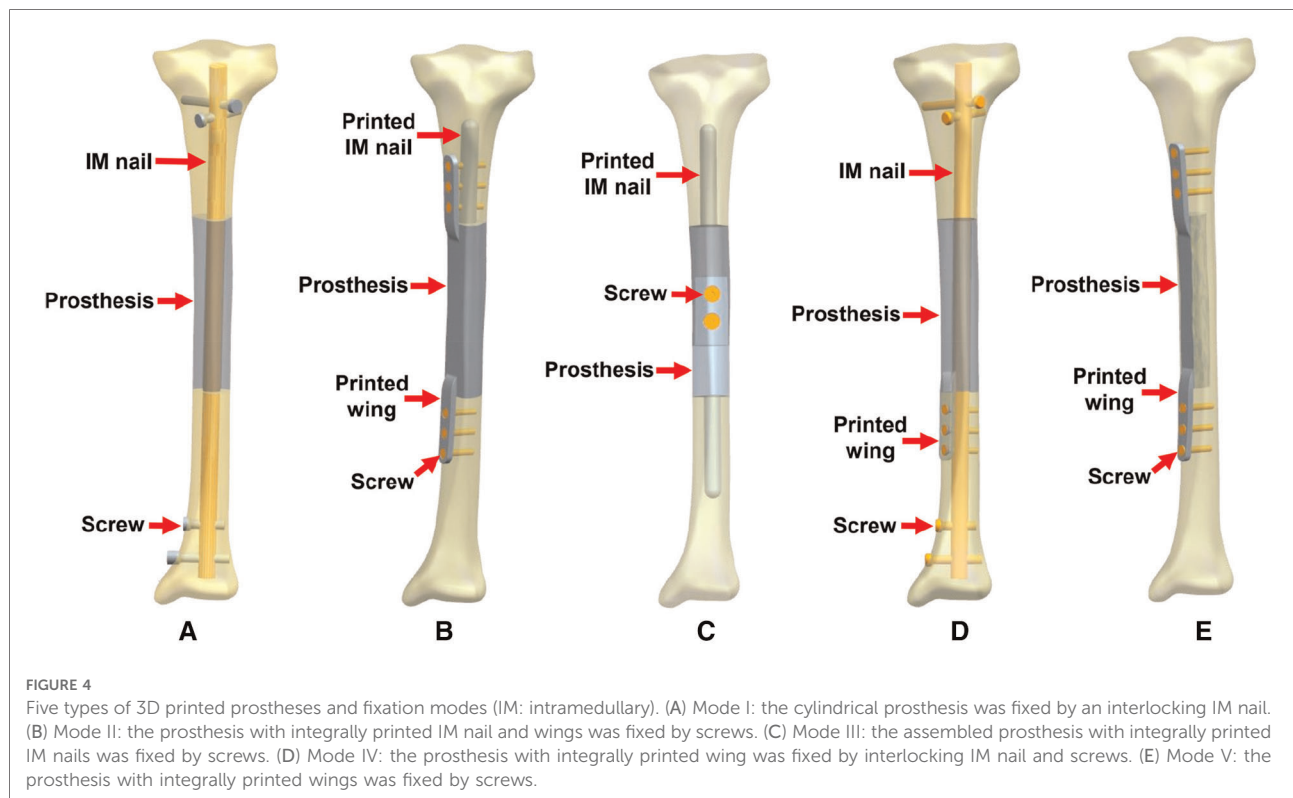 IM nail
Prosthesis
Screw
A
Printed
IM nail
Prosthesis
Printed
wing
Screw
B
Printed
IM nail
Screw
Prosthesis
C
IM nail
Prosthesis
Printed
wing
Screw
D
Prosthesis
Printed
wing
Screw
E
FIGURE 4
Five types of 3D printed prostheses and fixation modes (IM: intramedullary). (A) Mode I: the cylindrical prosthesis was fixed by an interlocking IM nail.
(B) Mode II: the prosthesis with integrally printed IM nail and wings was fixed by screws. (C) Mode III: the assembled prosthesis with integrally printed
IM nails was fixed by screws. (D) Mode IV: the prosthesis with integrally printed wing was fixed by interlocking IM nail and screws. (E) Mode V: the
prosthesis with integrally printed wings was fixed by screws.